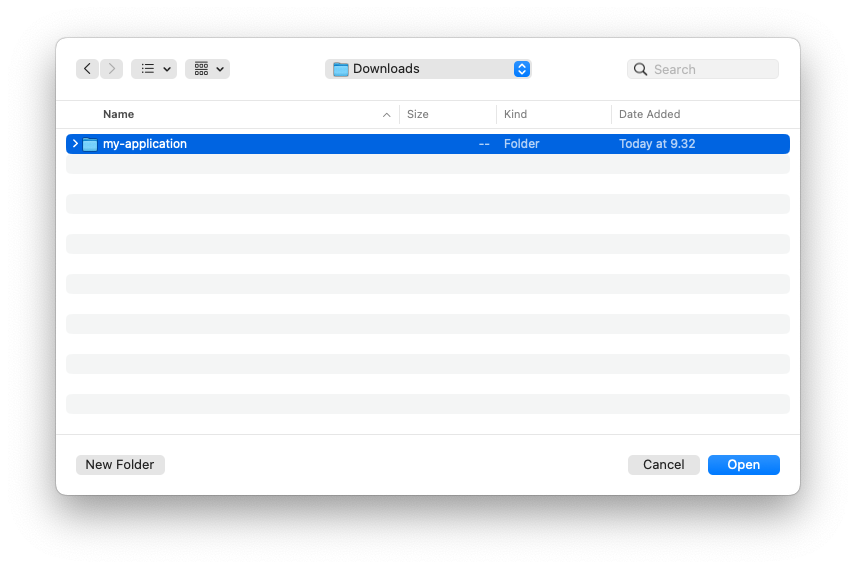 Downloads
Search
Name Size Kind Date Added
my-application -- Folder Today at 9.32
New Folder Cancel Open